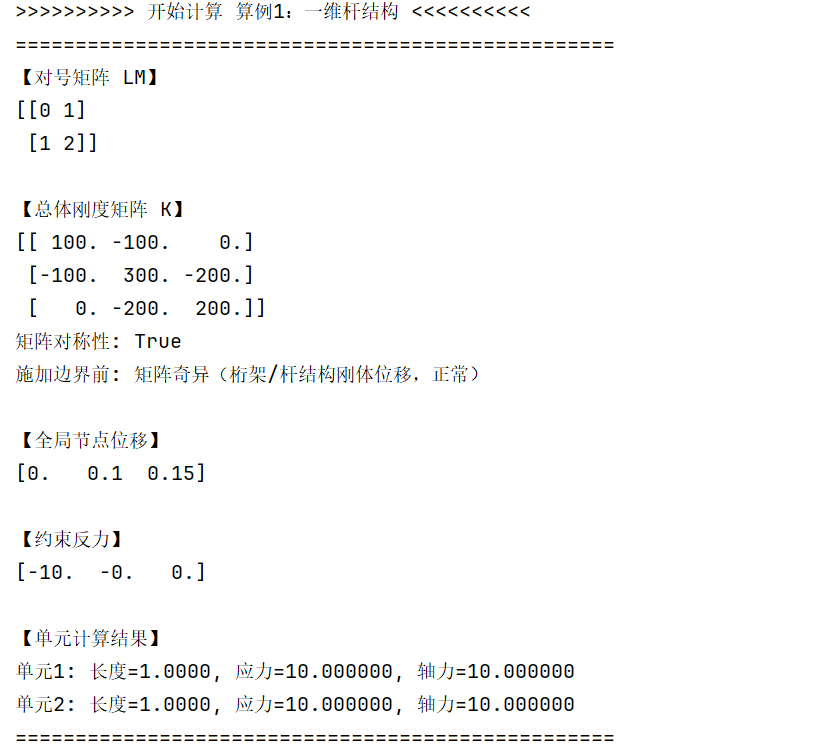 >>>>>>>>>> 开始计算 算例1：一维杆结构 <<<<<<<<<<
==================================================
【对号矩阵 LM】
[[0 1]
 [1 2]]
【总体刚度矩阵 K】
[[ 100. -100.    0.]
 [-100.  300. -200.]
 [   0. -200.  200.]]
矩阵对称性: True
施加边界前: 矩阵奇异（桁架/杆结构刚体位移，正常）
【全局节点位移】
[0.   0.1  0.15]
【约束反力】
[-10.  -0.   0.]
【单元计算结果】
单元1: 长度=1.0000, 应力=10.000000, 轴力=10.000000
单元2: 长度=1.0000, 应力=10.000000, 轴力=10.000000
==================================================